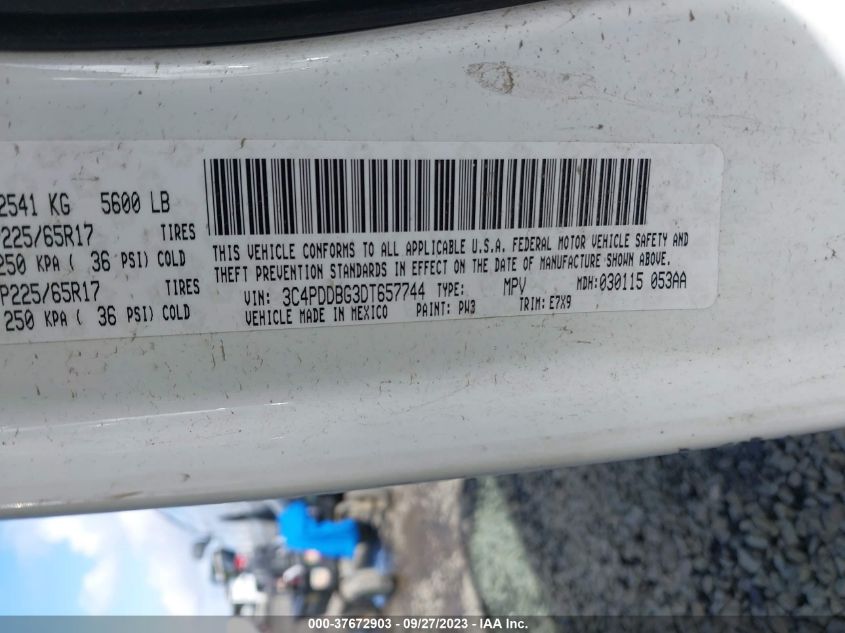 2541 KG 5600 LB
P225/65R17 TIRES
250 KPA ( 36 PSI) COLD
P225/65R17 TIRES
250 KPA ( 36 PSI) COLD
THIS VEHICLE CONFORMS TO ALL APPLICABLE U.S.A. FEDERAL MOTOR VEHICLE SAFETY AND
THEFT PREVENTION STANDARDS IN EFFECT ON THE DATE OF MANUFACTURE SHOWN ABOVE.
VIN: 3C4PDDBG3DT657744 TYPE: MPV MDH:030115 053AA
VEHICLE MADE IN MEXICO PAINT: PW3 TRIM: E7X9
000-37672903 - 09/27/2023 - IAA Inc.